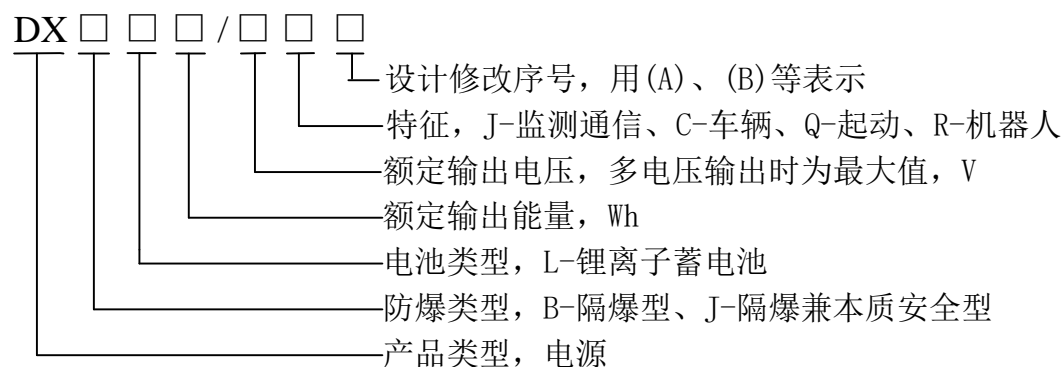 DX□□□/□□□
设计修改序号，用(A)、(B)等表示
特征，J-监测通信、C-车辆、Q-起动、R-机器人
额定输出电压，多电压输出时为最大值，V
额定输出能量，Wh
电池类型，L-锂离子蓄电池
防爆类型，B-隔爆型、J-隔爆兼本质安全型
产品类型，电源